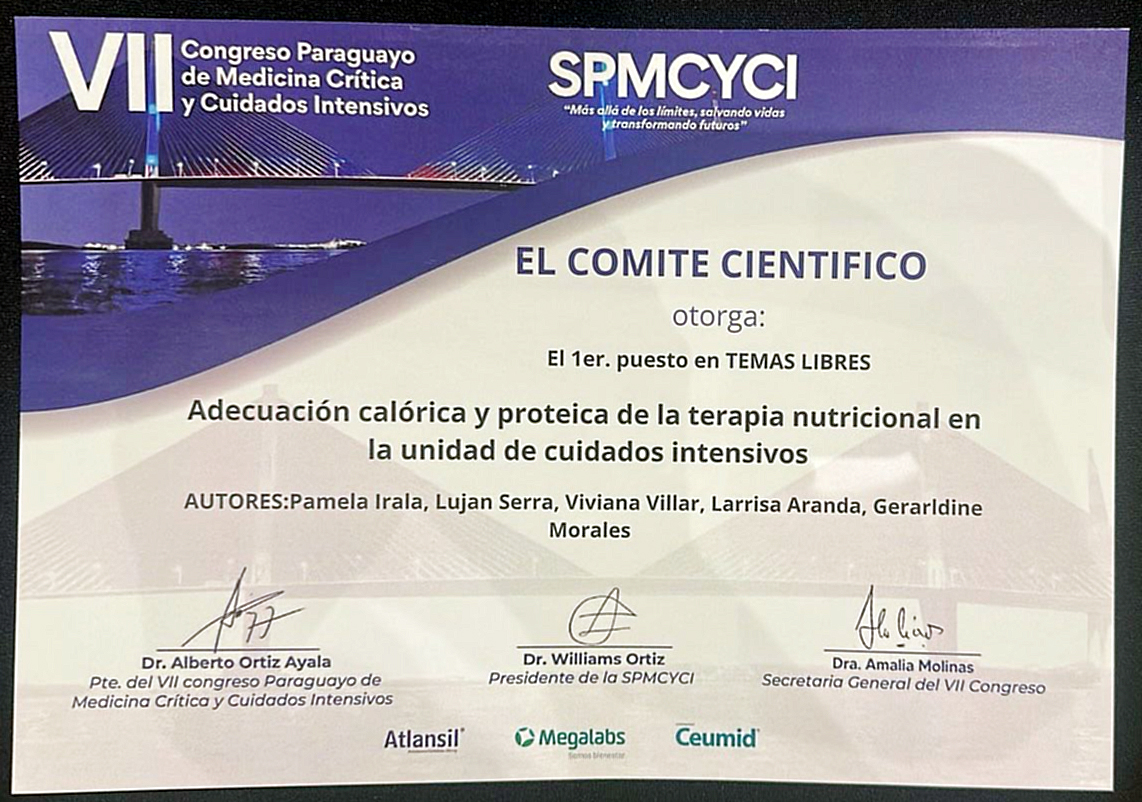 VII Congreso Paraguayo
de Medicina Crítica
y Cuidados Intensivos
SPMCYCI
“Más allá de los límites, salvando vidas
y transformando futuros”
EL COMITE CIENTIFICO
otorga:
El 1er. puesto en TEMAS LIBRES
Adecuación calórica y proteica de la terapia nutricional en
la unidad de cuidados intensivos
AUTORES:Pamela Irala, Lujan Serra, Viviana Villar, Larrisa Aranda, Gerarldine
Morales
Dr. Alberto Ortiz Ayala
Pte. del VII congreso Paraguayo de
Medicina Crítica y Cuidados Intensivos
Dr. Williams Ortiz
Presidente de la SPMCYCI
Dra. Amalia Molinas
Secretaria General del VII Congreso
Atlansil
Megalabs
Somos bienestar
Ceumid